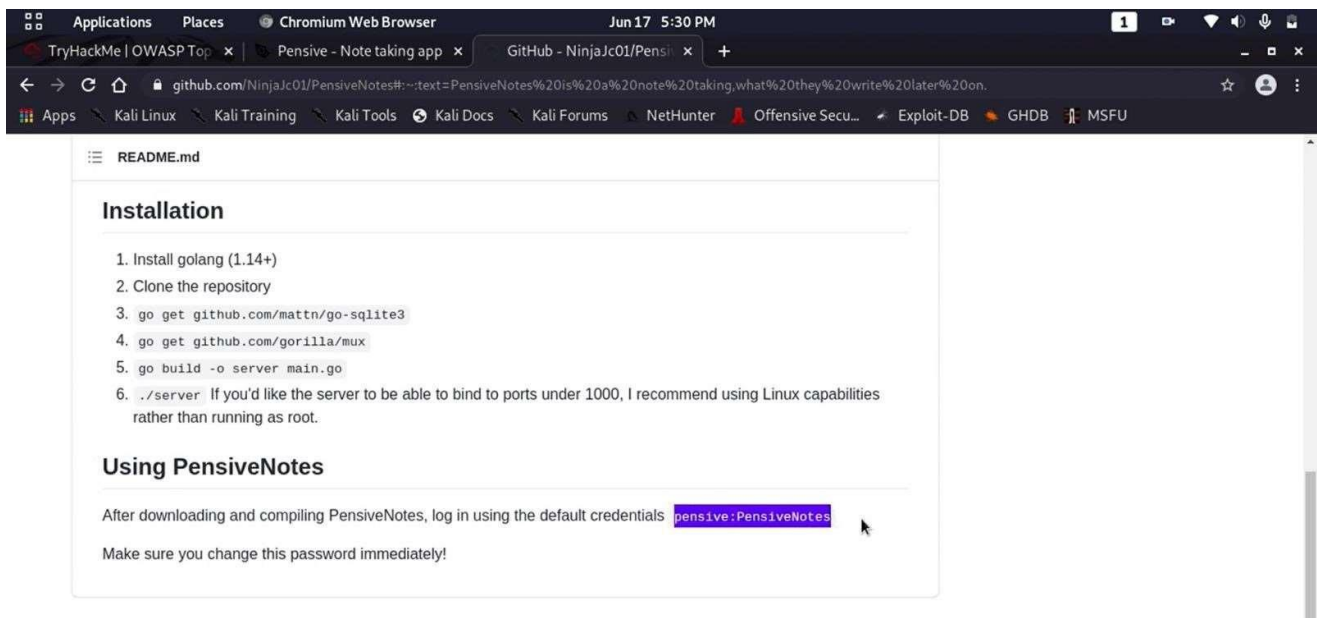 Applications Places Chromium Web Browser Jun 17 5:30 PM 1
TryHackMe | OWASP Top Pensive - Note taking app GitHub - NinjaJc01/Pensi
github.com/NinjaJc01/PensiveNotes#:~:text=PensiveNotes%20is%20a%20note%20taking,what%20they%20write%20later%20on.
Apps Kali Linux Kali Training Kali Tools Kali Docs Kali Forums NetHunter Offensive Secu... Exploit-DB GHDB MSFU
README.md
Installation
1. Install golang (1.14+)
2. Clone the repository
3. go get github.com/mattn/go-sqlite3
4. go get github.com/gorilla/mux
5. go build -o server main.go
6. ./server If you'd like the server to be able to bind to ports under 1000, I recommend using Linux capabilities
rather than running as root.
Using PensiveNotes
After downloading and compiling PensiveNotes, log in using the default credentials pensive:PensiveNotes
Make sure you change this password immediately!